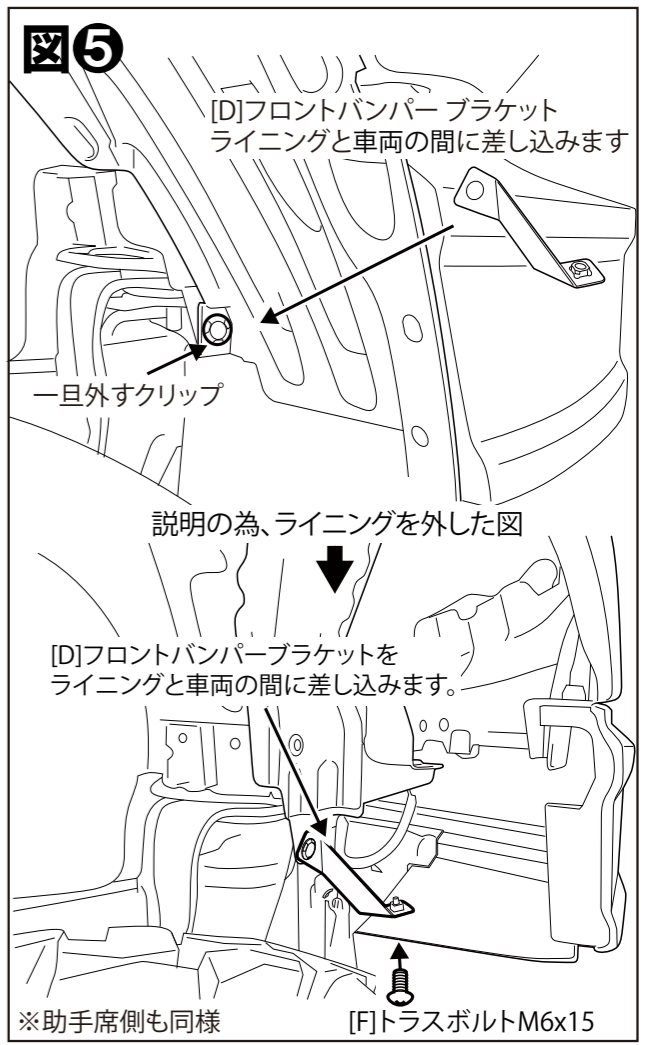 図❺
[D]フロントバンパー ブラケット
ライニングと車両の間に差し込みます
一旦外すクリップ
説明の為、ライニングを外した図
[D]フロントバンパーブラケットを
ライニングと車両の間に差し込みます。
※助手席側も同様
[F]トラスボルトM6x15